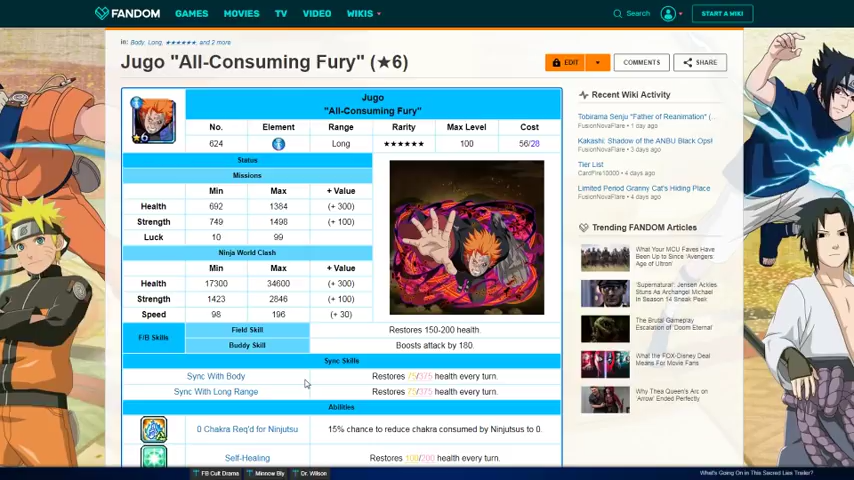 FANDOM GAMES MOVIES TV VIDEO WIKIS Search START A WIKI
in: Body, Long, ★★★★★★, and 2 more
Jugo "All-Consuming Fury" (★6)
EDIT COMMENTS SHARE
Jugo
"All-Consuming Fury"
No. Element Range Rarity Max Level Cost
624 Long ★★★★★★ 100 56/28
★6
Status
Missions
Min Max + Value
Health 692 1384 (+ 300)
Strength 749 1498 (+ 100)
Luck 10 99
Ninja World Clash
Min Max + Value
Health 17300 34600 (+ 300)
Strength 1423 2846 (+ 100)
Speed 98 196 (+ 30)
F/B Skills
Field Skill Restores 150-200 health.
Buddy Skill Boosts attack by 180.
Sync Skills
Sync With Body Restores 75/375 health every turn.
Sync With Long Range Restores 75/375 health every turn.
Abilities
0 Chakra Req'd for Ninjutsu 15% chance to reduce chakra consumed by Ninjutsus to 0.
Self-Healing Restores 100/200 health every turn.
Recent Wiki Activity
Tobirama Senju "Father of Reanimation" (...
FusionNovaFlare • 1 day ago
Kakashi: Shadow of the ANBU Black Ops!
FusionNovaFlare • 3 days ago
Tier List
CardFire10000 • 4 days ago
Limited Period Granny Cat's Hiding Place
FusionNovaFlare • 4 days ago
Trending FANDOM Articles
What Your MCU Faves Have
Been Up to Since 'Avengers:
Age of Ultron'
'Supernatural': Jensen Ackles
Stuns As Archangel Michael
In Season 14 Sneak Peek
The Brutal Gameplay
Escalation of 'Doom Eternal'
What the FOX-Disney Deal
Means For Movie Fans
Why Thea Queen's Arc on
'Arrow' Ended Perfectly
FB Cult Drama Minnow Bly Dr. Wilson What's Going On in This Sacred Lies Trailer?